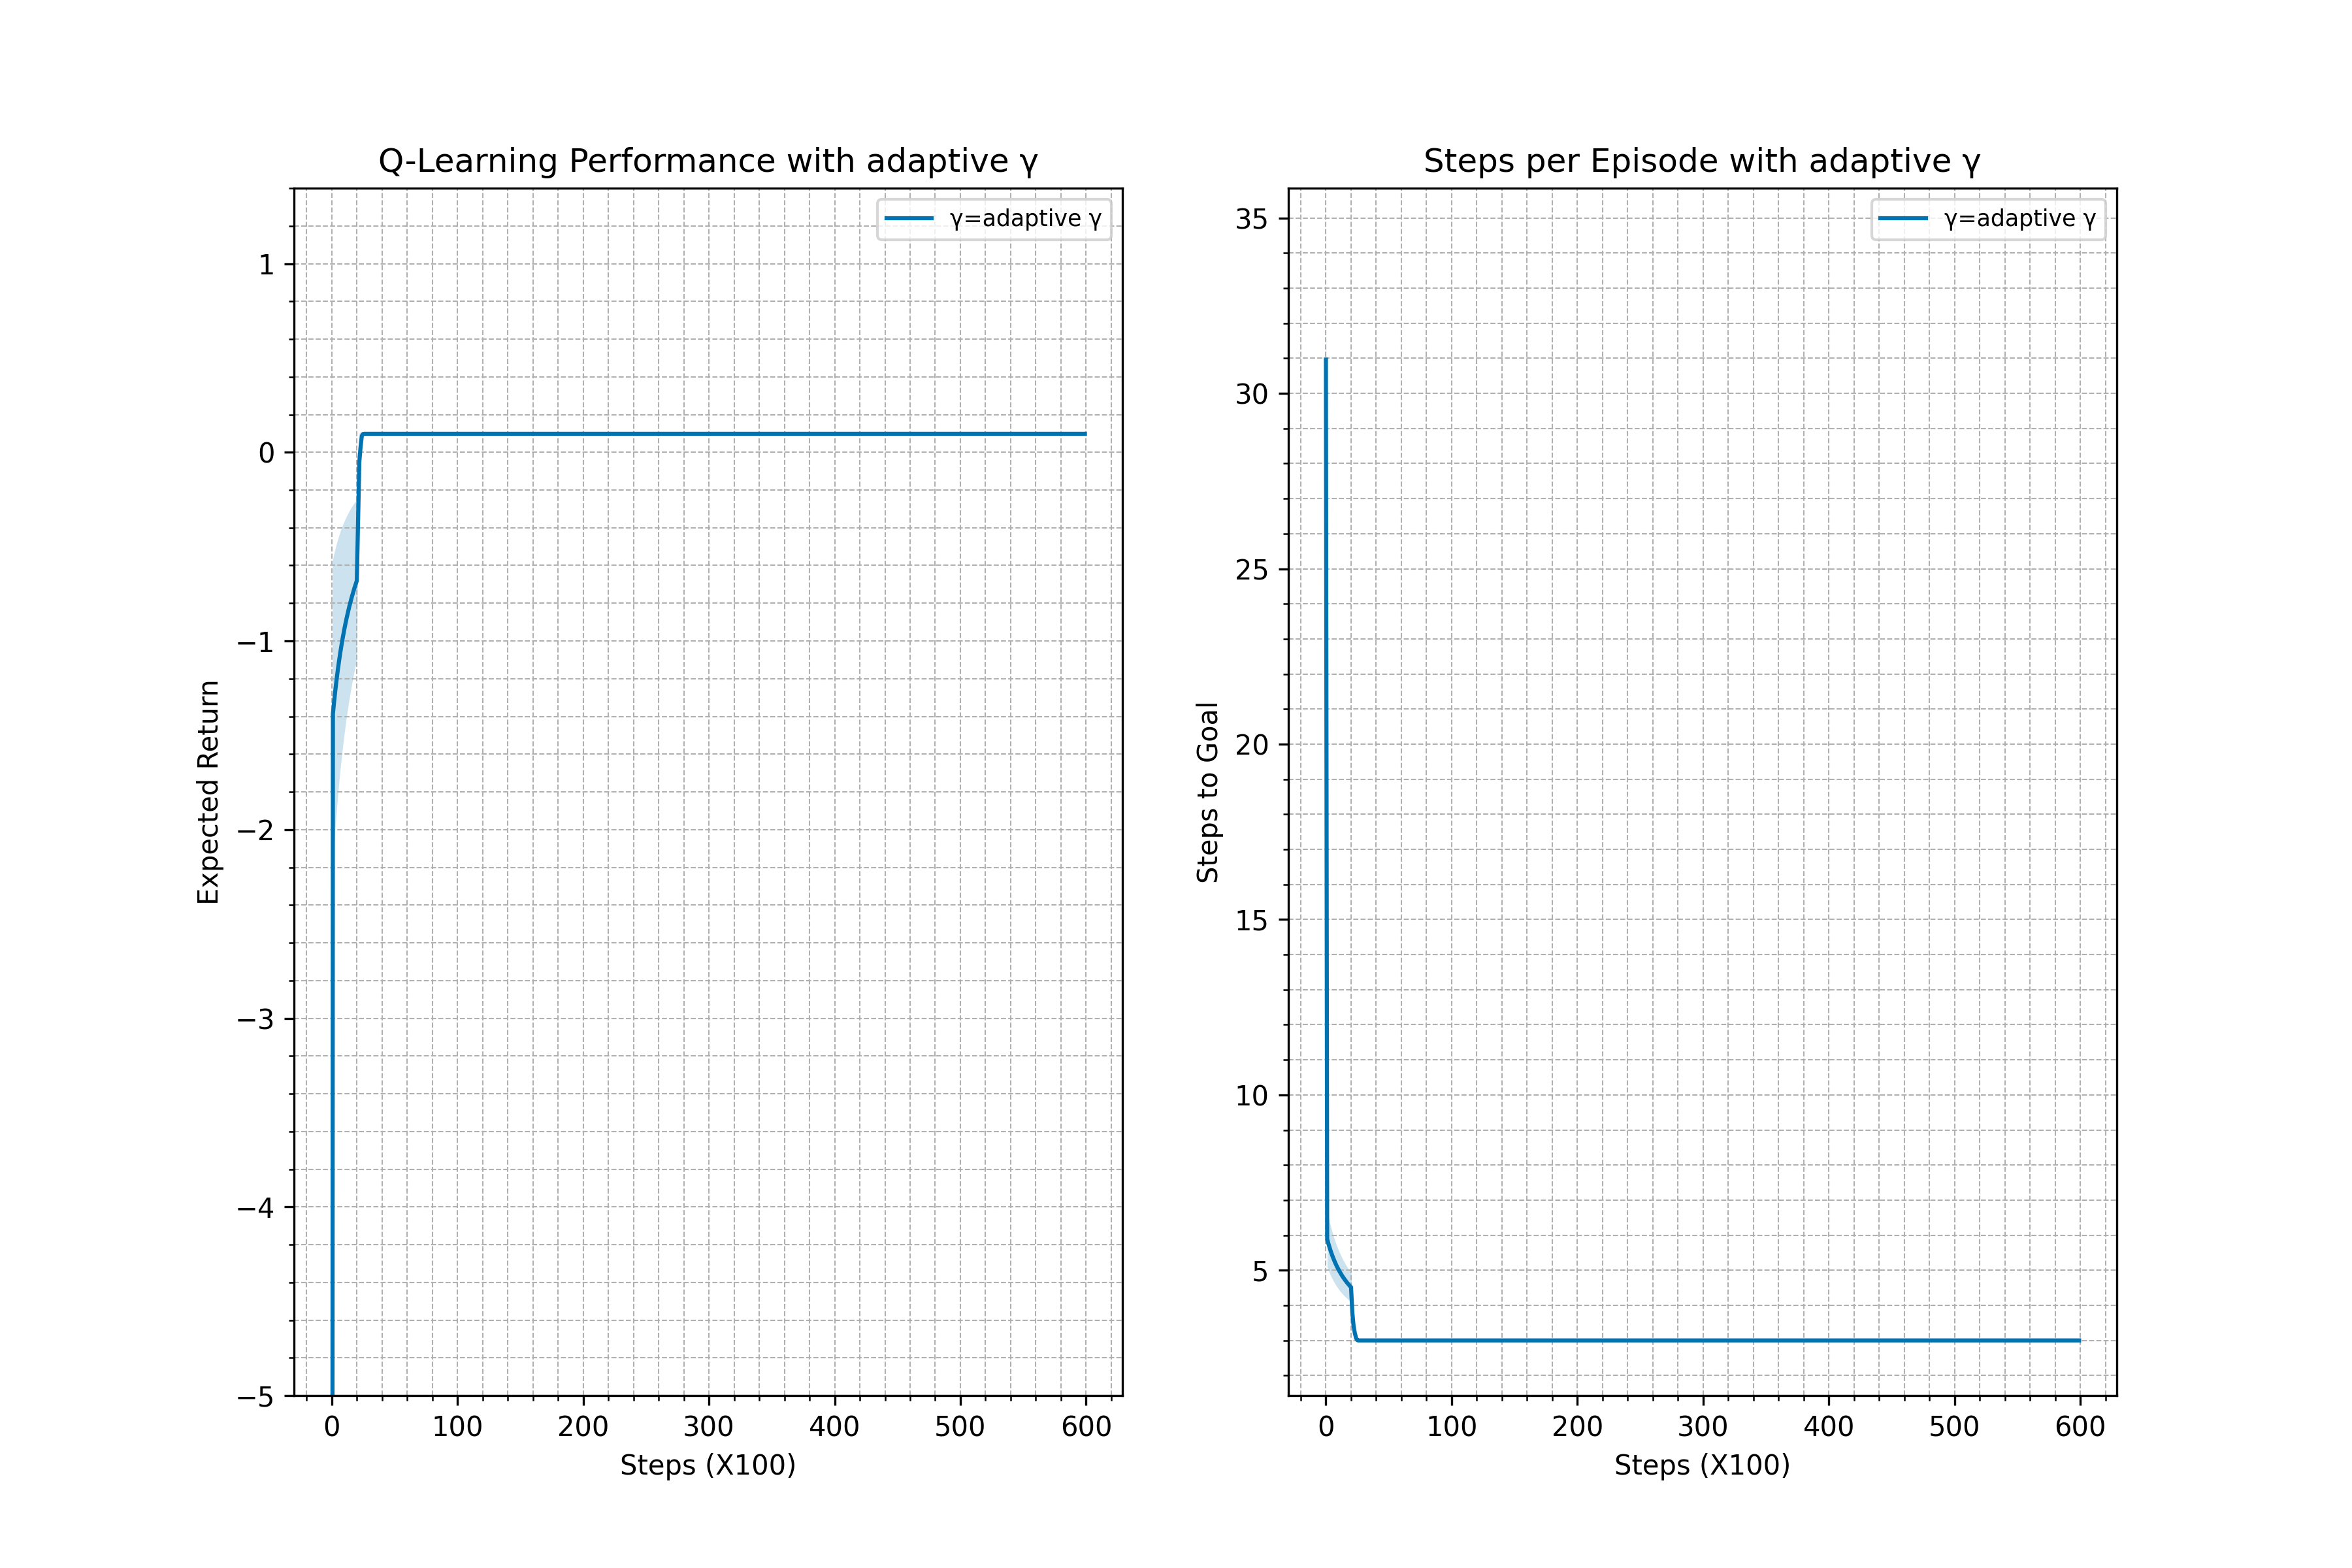 Q-Learning Performance with adaptive γ
γ=adaptive γ
1
0
−1
−2
−3
−4
−5
Expected Return
0 100 200 300 400 500 600
Steps (X100)
Steps per Episode with adaptive γ
γ=adaptive γ
35
30
25
20
15
10
5
Steps to Goal
0 100 200 300 400 500 600
Steps (X100)